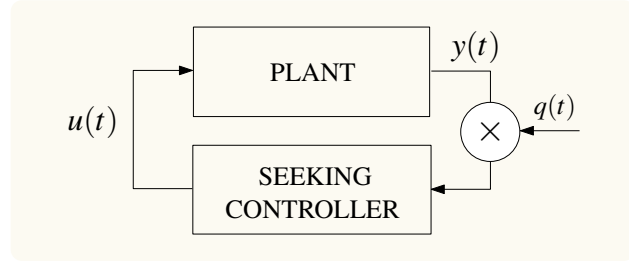 PLANT
y(t)
q(t)
u(t)
×
SEEKING
CONTROLLER